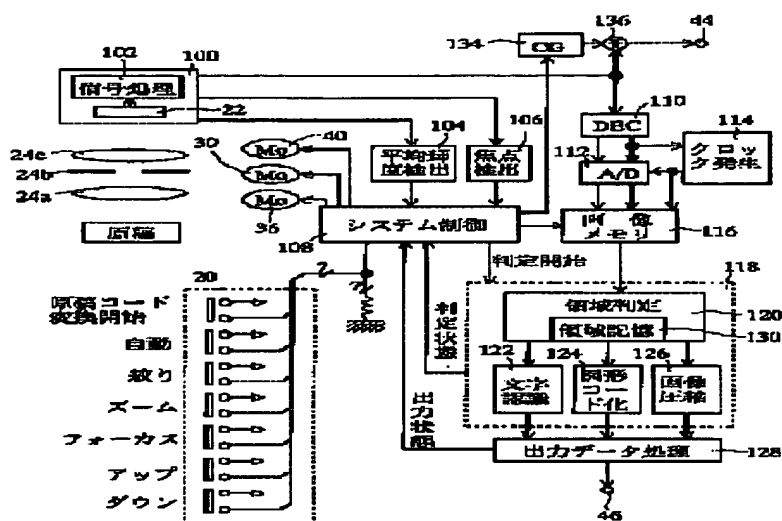 134
CG
136
44
102
100
信号処理
22
110
DEC
114
クロッ
ク発生
112
A/D
40
30
Mo
Mo
Mo
36
104
平均輝
度検出
106
焦点
検出
24c
24b
24a
原稿
システム制御
108
画像
メモリ
116
判定開始
118
20
原稿コード
変換開始
自動
絞り
ズーム
フォーカス
アップ
ダウン
判定状態
出力状態
領域判定
120
領域記憶
130
122
文字
認識
124
図形
コー
ド化
126
画像
圧縮
出力データ処理
128
46